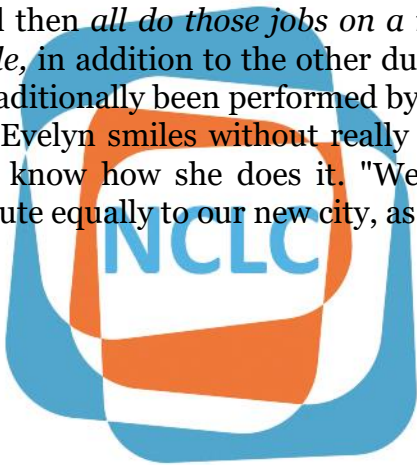 l then all do those jobs on a
le, in addition to the other du
aditionally been performed by
Evelyn smiles without really
know how she does it. "We
ute equally to our new city, as
NCLC